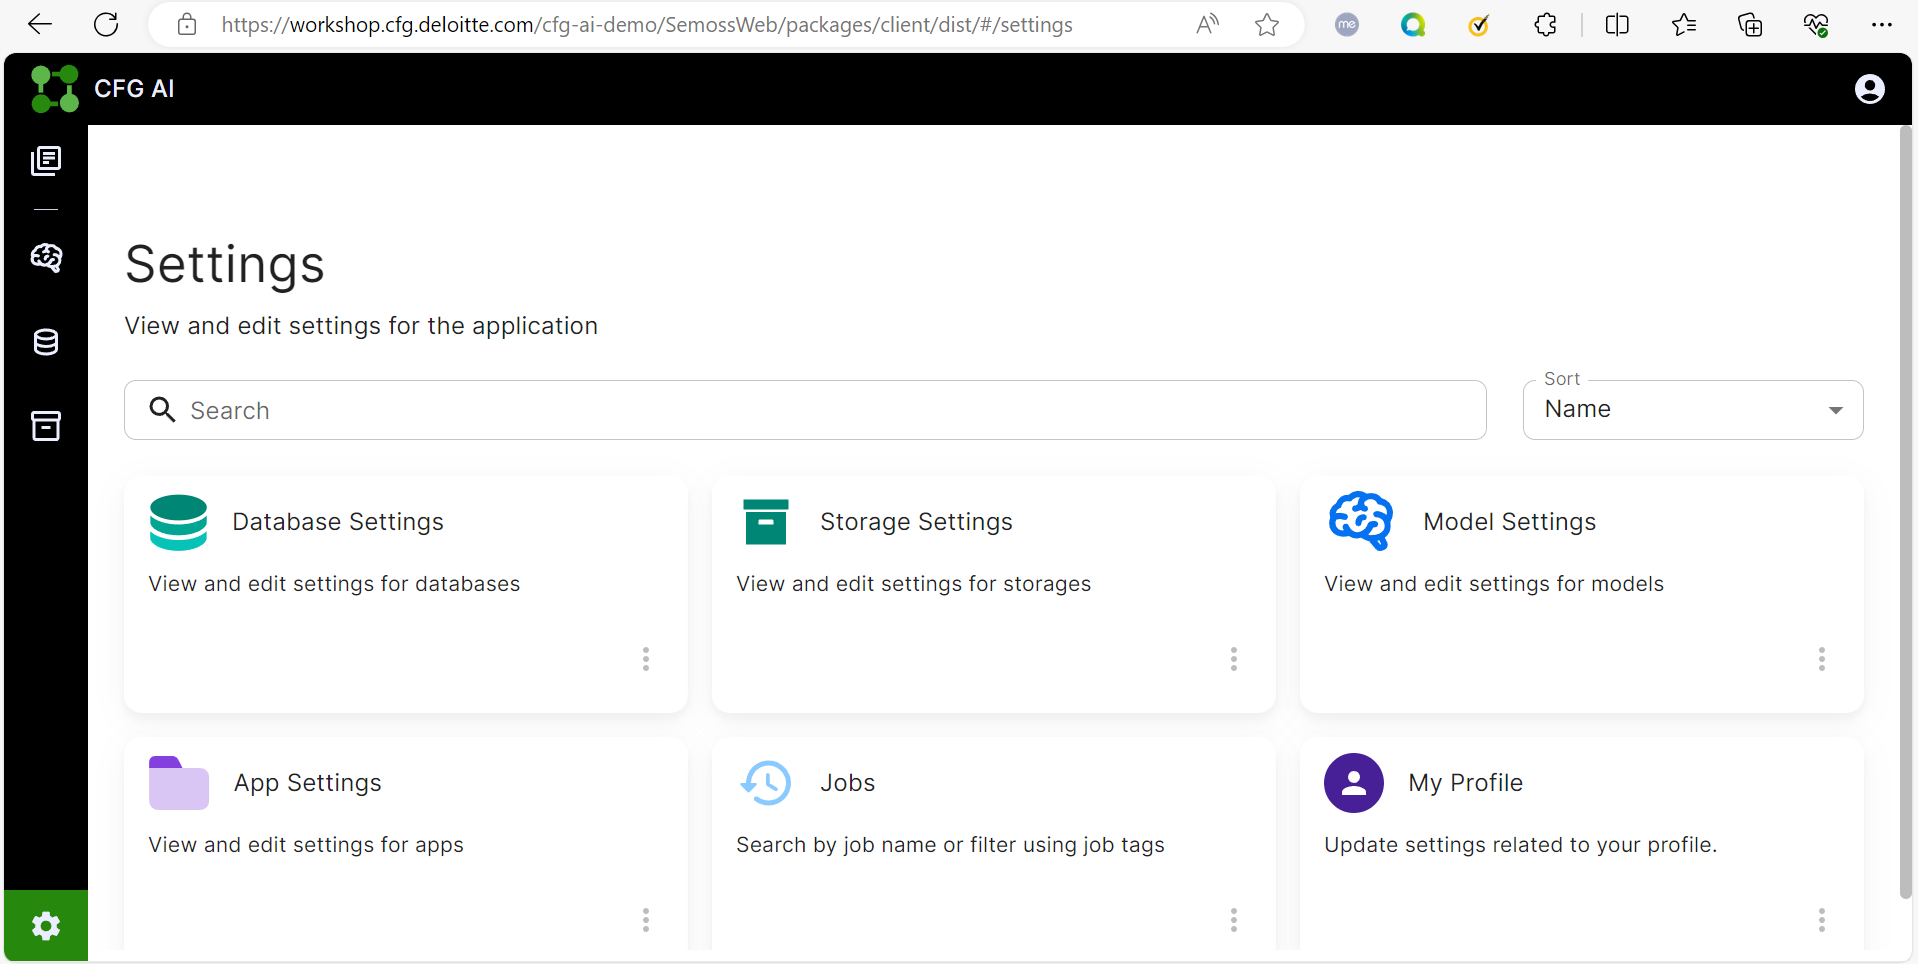 https://workshop.cfg.deloitte.com/cfg-ai-demo/SemossWeb/packages/client/dist/#/settings
A
me
CFG AI
Settings
View and edit settings for the application
Search
Sort
Name
Database Settings
View and edit settings for databases
Storage Settings
View and edit settings for storages
Model Settings
View and edit settings for models
App Settings
View and edit settings for apps
Jobs
Search by job name or filter using job tags
My Profile
Update settings related to your profile.